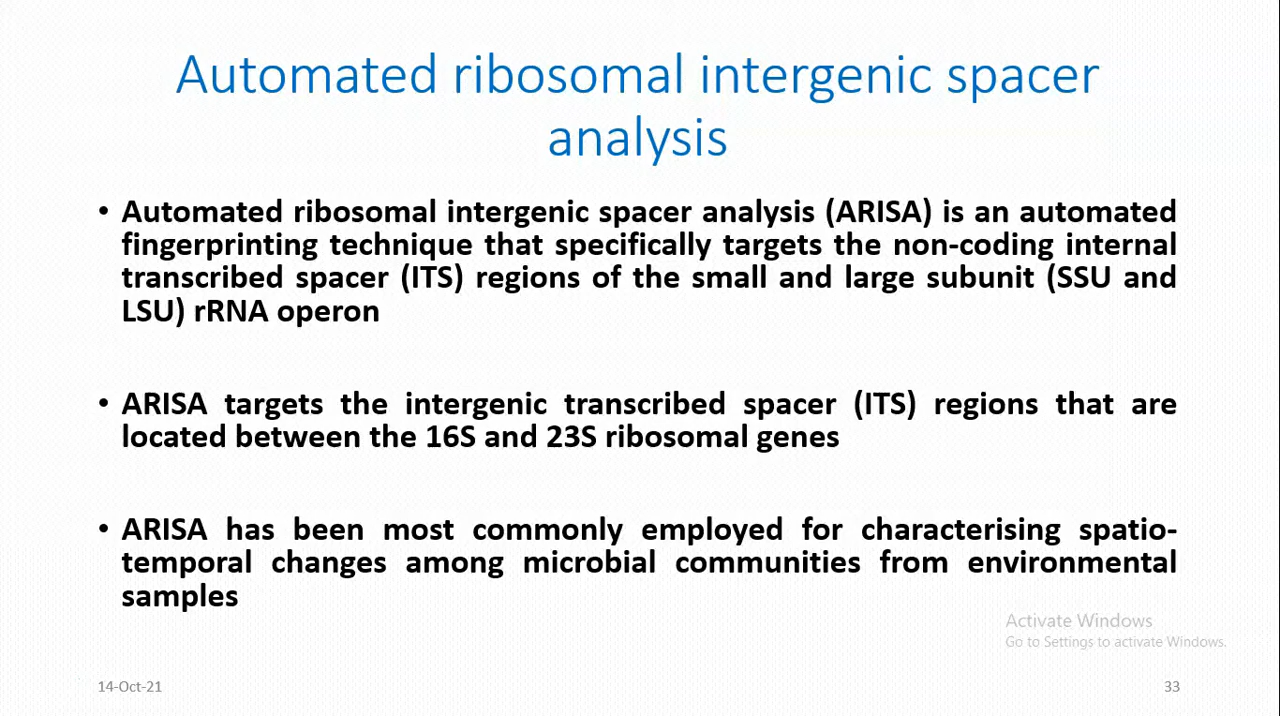 Automated ribosomal intergenic spacer
analysis
• Automated ribosomal intergenic spacer analysis (ARISA) is an automated
fingerprinting technique that specifically targets the non-coding internal
transcribed spacer (ITS) regions of the small and large subunit (SSU and
LSU) rRNA operon
• ARISA targets the intergenic transcribed spacer (ITS) regions that are
located between the 16S and 23S ribosomal genes
• ARISA has been most commonly employed for characterising spatio-
temporal changes among microbial communities from environmental
samples
Activate Windows
Go to Settings to activate Windows.
14-Oct-21
33